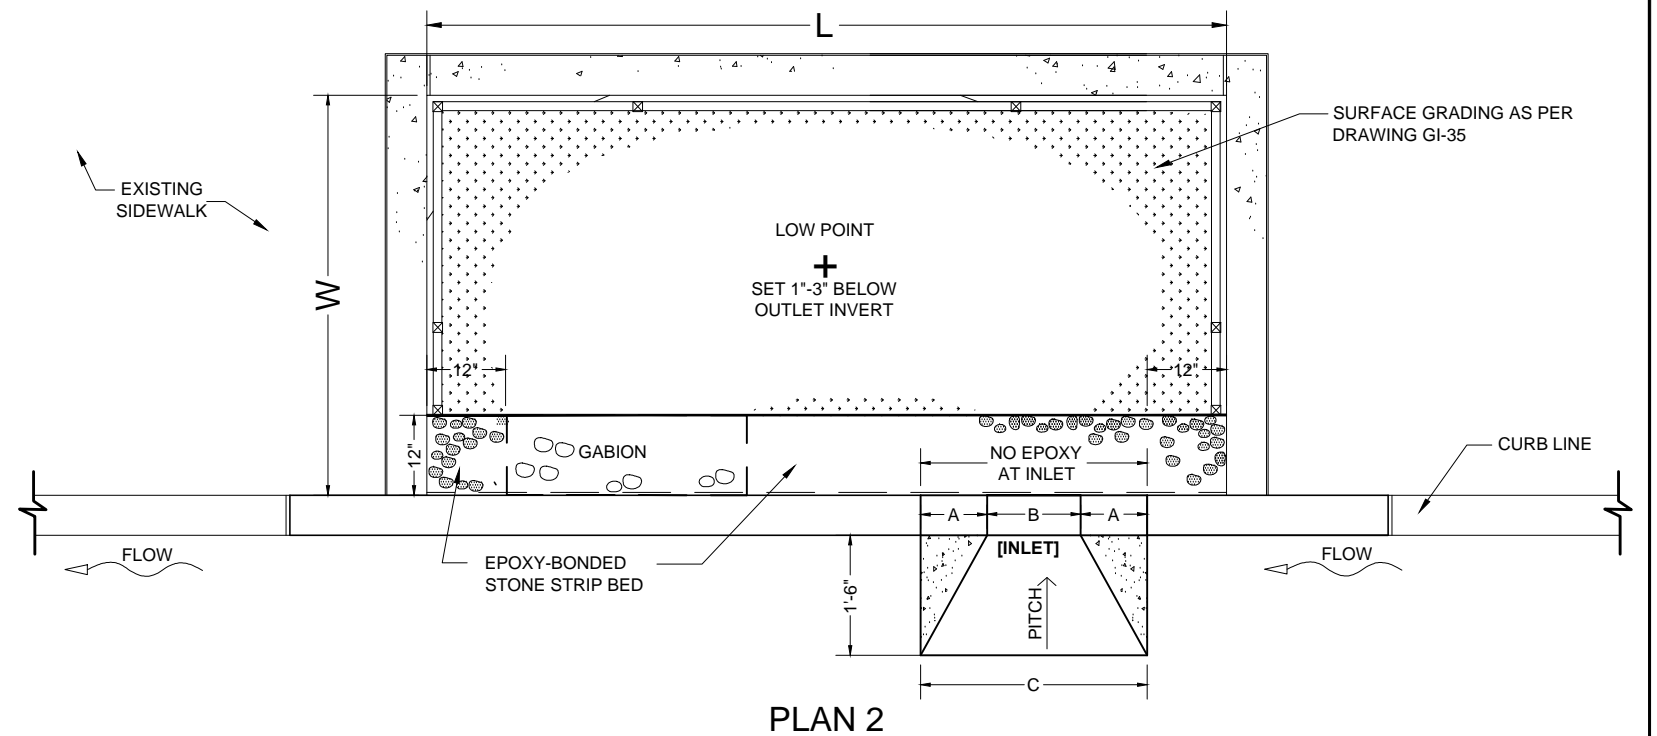 L
SURFACE GRADING AS PER
DRAWING GI-35
EXISTING
SIDEWALK
LOW POINT
SET 1"-3" BELOW
OUTLET INVERT
W
12"
12"
12"
GABION
NO EPOXY
AT INLET
CURB LINE
A
B
A
[INLET]
FLOW
FLOW
EPOXY-BONDED
STONE STRIP BED
1'-6"
PITCH
C
PLAN 2